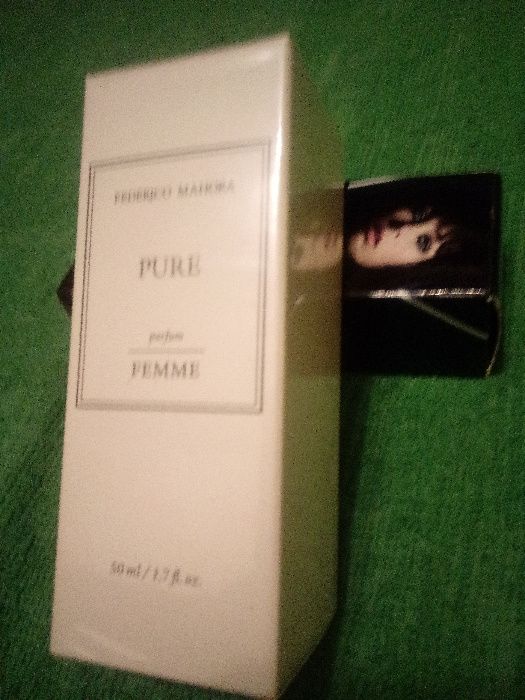 FEDERICO MAHORA
PURE
parfum
FEMME
50 ml / 1.7 fl. oz.